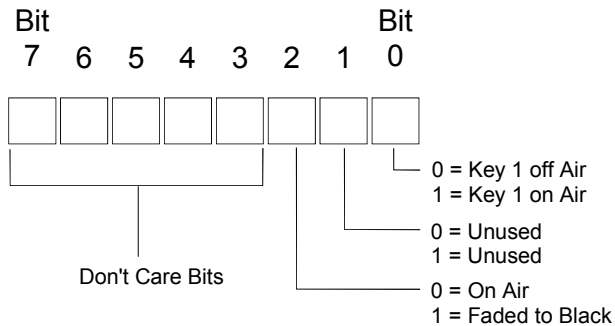 Bit Bit
7 6 5 4 3 2 1 0
0 = Key 1 off Air
1 = Key 1 on Air
0 = Unused
1 = Unused
Don't Care Bits
0 = On Air
1 = Faded to Black